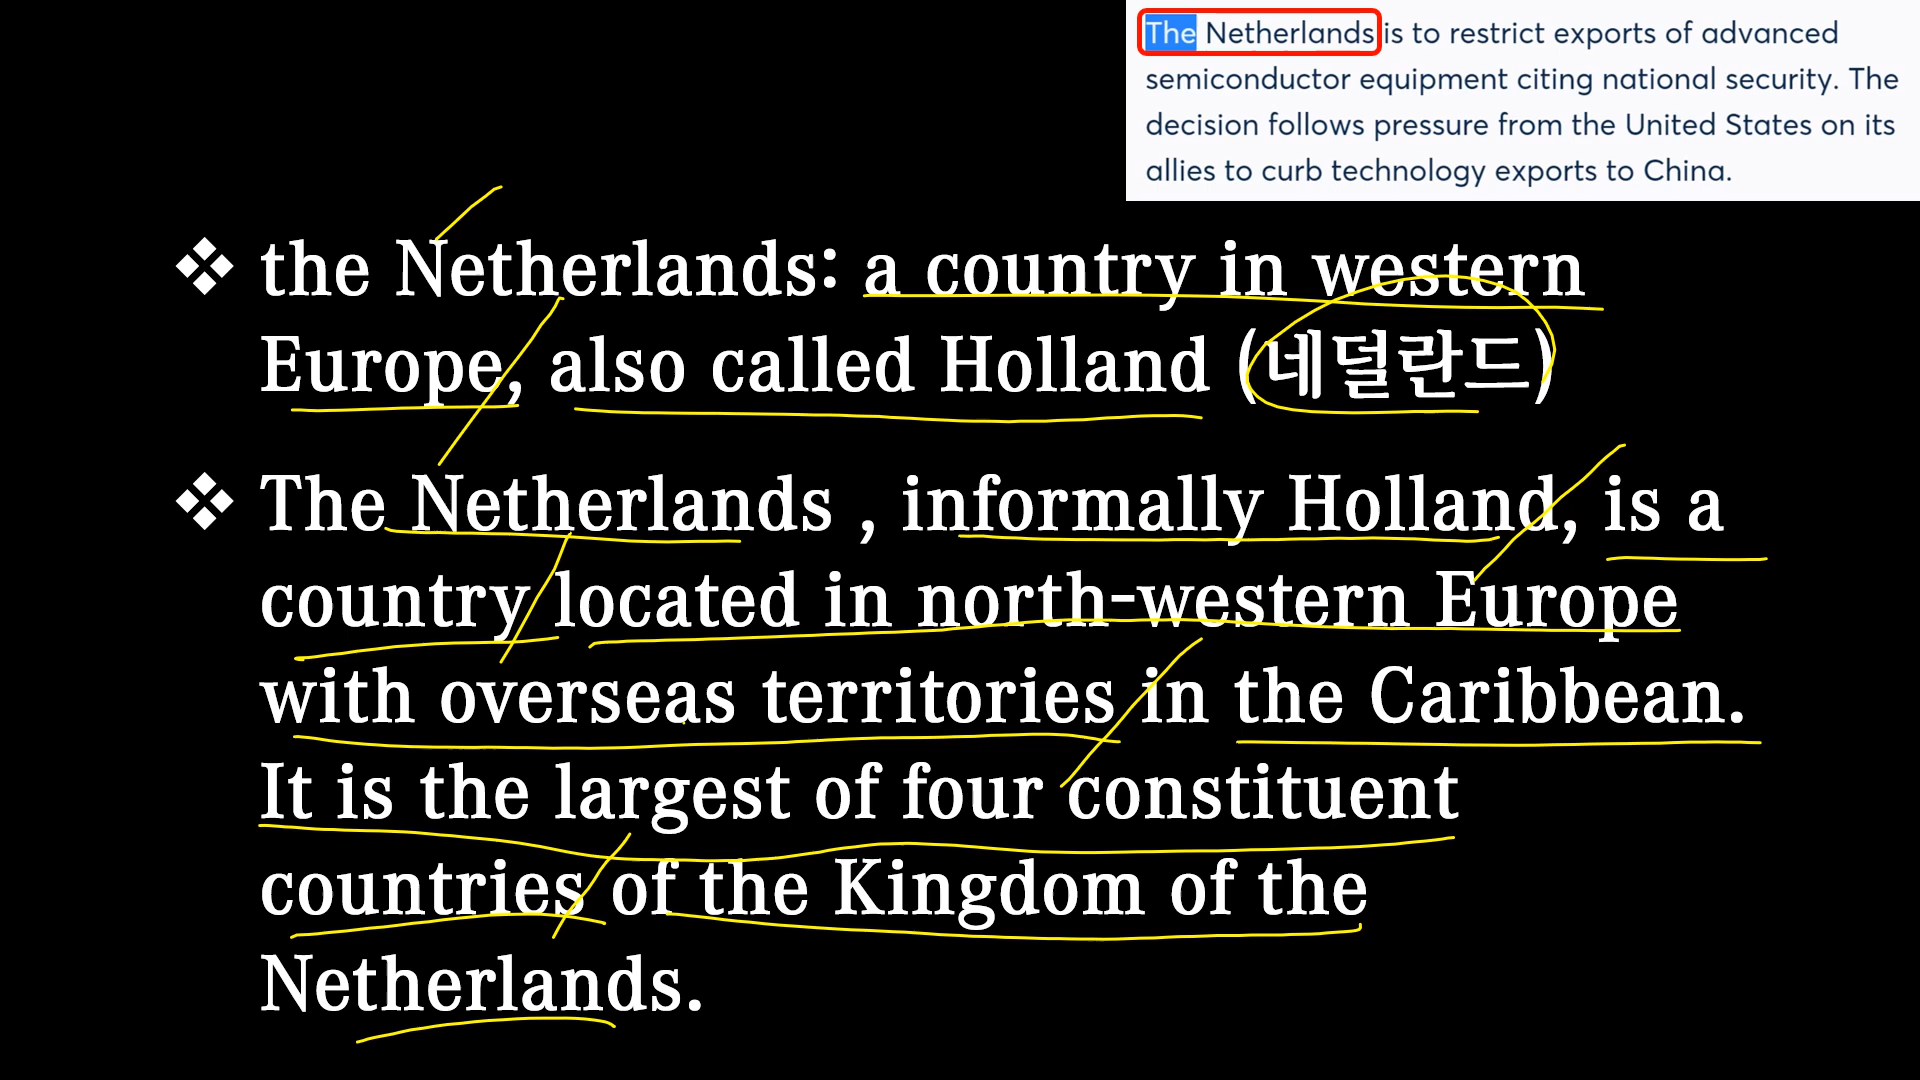 The Netherlands is to restrict exports of advanced
semiconductor equipment citing national security. The
decision follows pressure from the United States on its
allies to curb technology exports to China.
❖ the Netherlands: a country in western
Europe, also called Holland (네덜란드)
❖ The Netherlands , informally Holland, is a
country located in north-western Europe
with overseas territories in the Caribbean.
It is the largest of four constituent
countries of the Kingdom of the
Netherlands.